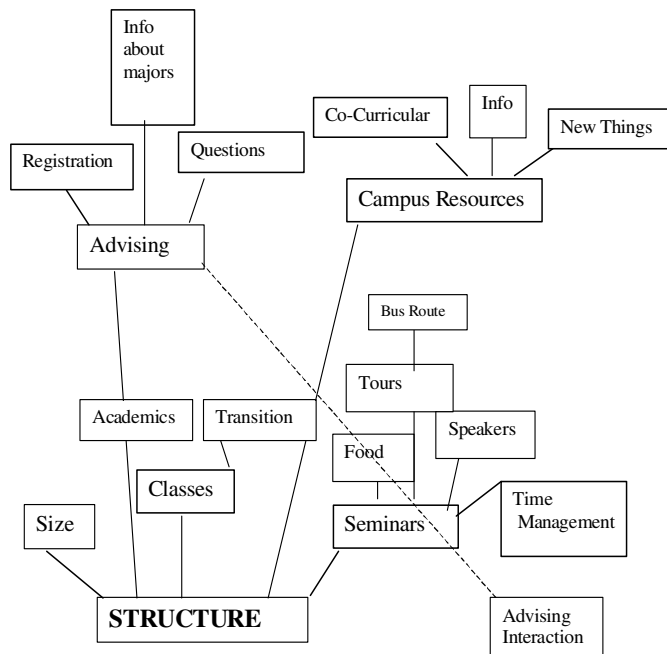 Info
about
majors
Info
Co-Curricular
New Things
Questions
Registration
Campus Resources
Advising
Bus Route
Tours
Academics
Transition
Speakers
Food
Classes
Time
Management
Size
Seminars
STRUCTURE
Advising
Interaction